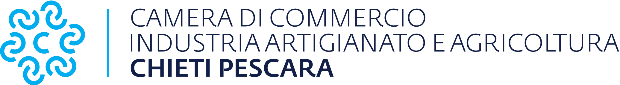 CAMERA DI COMMERCIO
INDUSTRIA ARTIGIANATO E AGRICOLTURA
CHIETI PESCARA